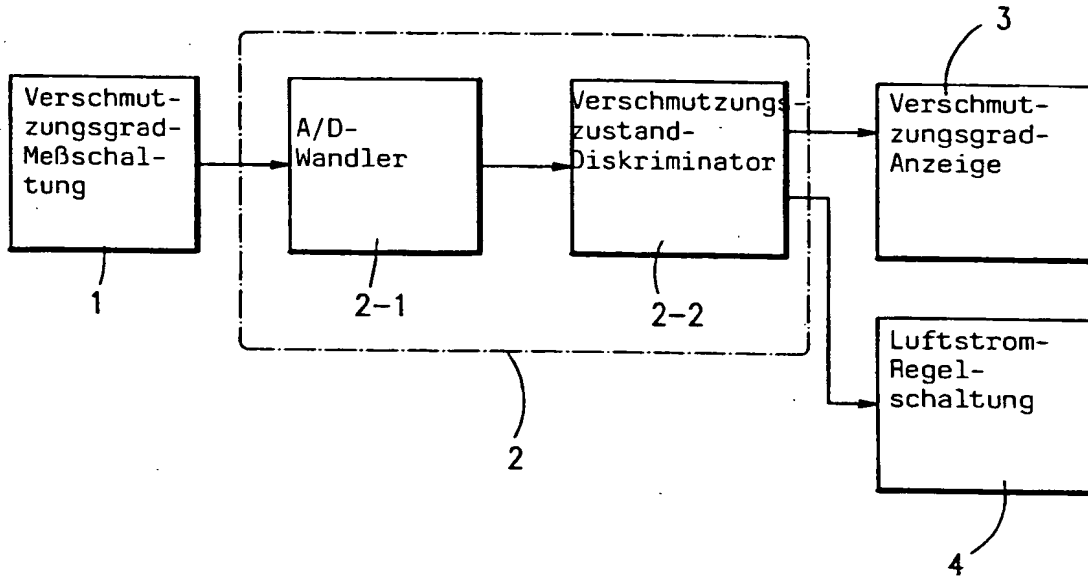 3
Verschmut-
zungsgrad-
Meßschal-
tung
A/D-
Wandler
Verschmutzungs-
zustand-
Diskriminator
Verschmut-
zungsgrad-
Anzeige
1
2-1
2-2
2
Luftstrom-
Regel-
schaltung
4